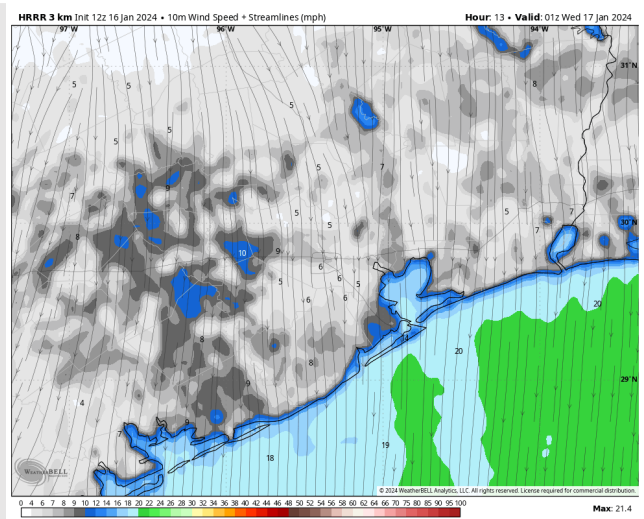 HRRR 3 km Init 12z 16 Jan 2024 • 10m Wind Speed + Streamlines (mph) Hour: 13 • Valid: 01z Wed 17 Jan 2024
97°W 96°W 95°W 94°W
31°N
8
5 5
5
5
5
5 7
9
7 5
5 7
7 30°N
5
8
10 9
6
5 6 5
6 6
20
8 14
20
8 29°N
9
4
9
7
19
18
WEATHERBELL
© 2024 WeatherBELL Analytics, LLC. All rights reserved. License required for commercial distribution.
0 4 6 7 8 9 10 12 14 16 18 20 22 24 26 28 30 32 34 36 38 40 42 44 46 48 50 52 54 56 58 60 62 64 66 68 70 75 80 85 90 95 100
Max: 21.4